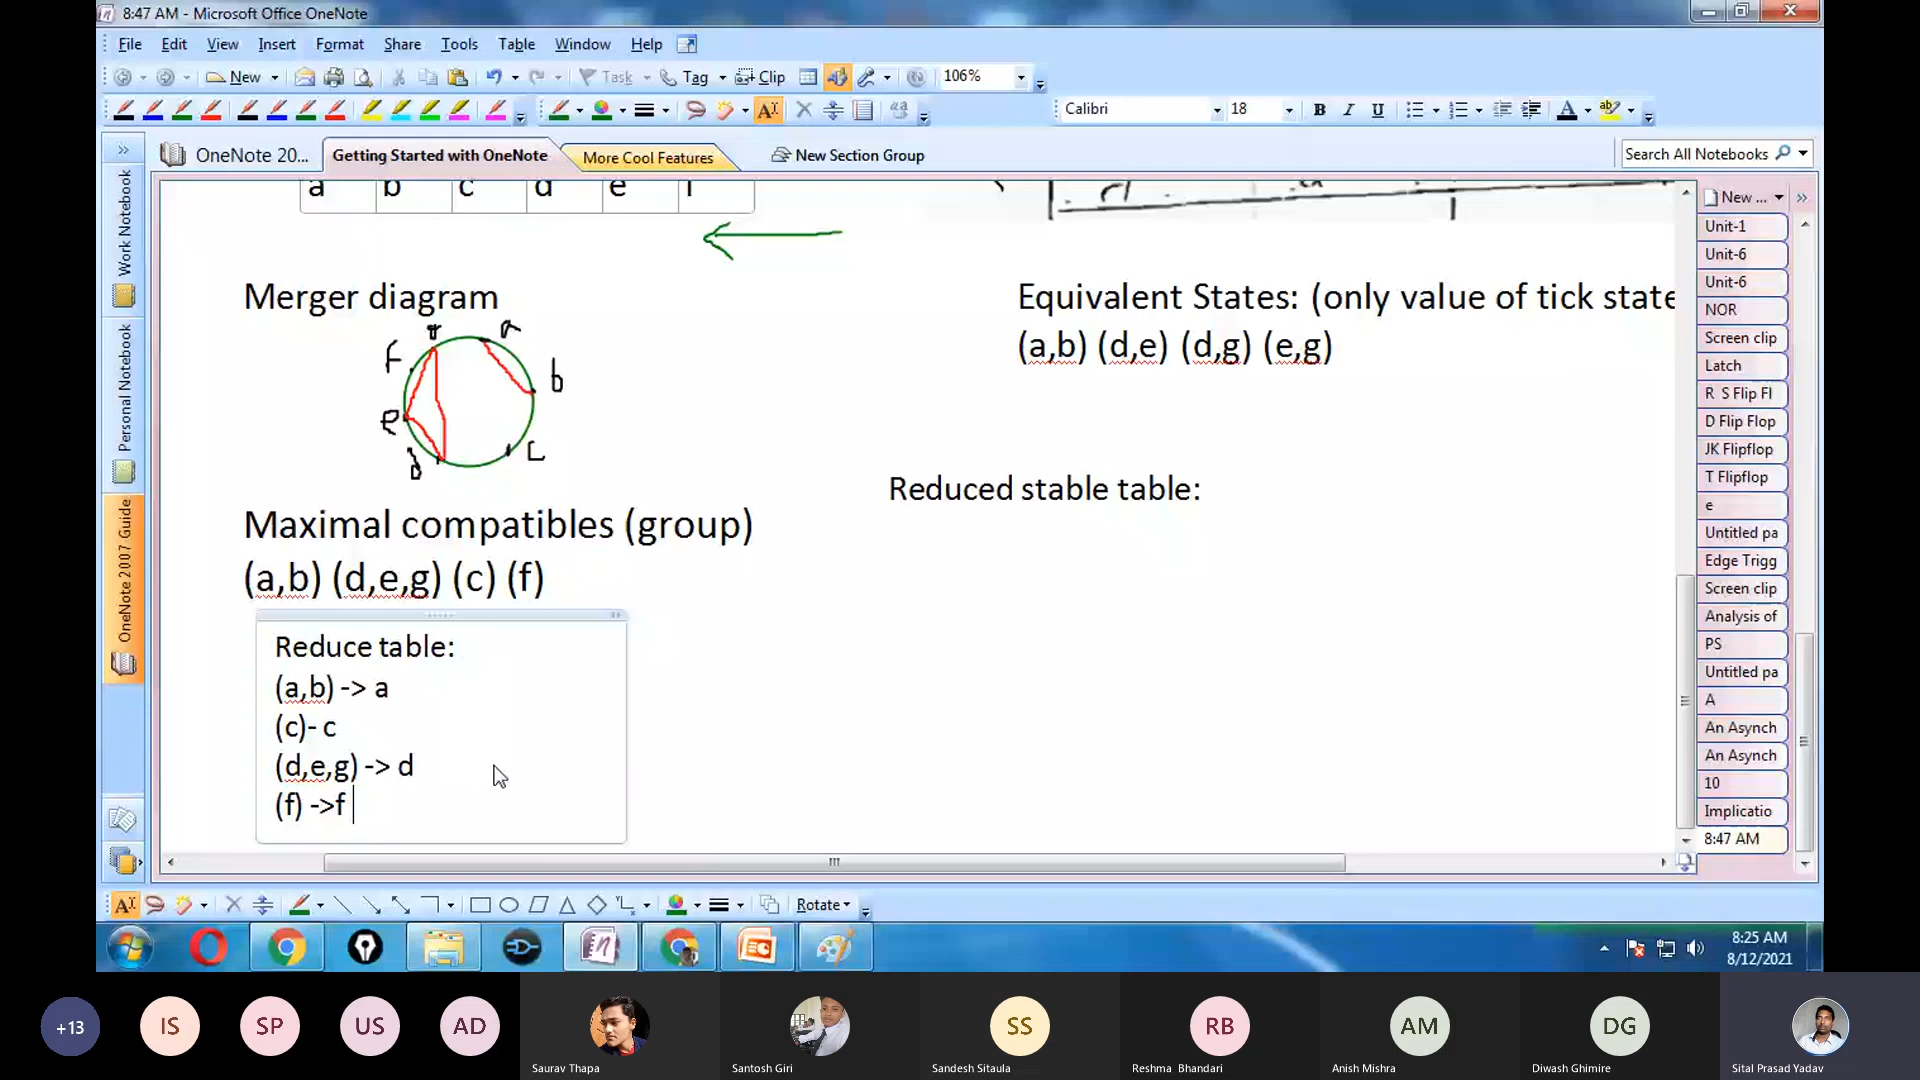 8:47 AM - Microsoft Office OneNote
File Edit View Insert Format Share Tools Table Window Help
New Task Tag Clip 106%
Calibri 18 B I U A ab
OneNote 20... Getting Started with OneNote More Cool Features New Section Group Search All Notebooks
Work Notebook
Personal Notebook
OneNote 2007 Guide
a b c d e f
Merger diagram
a
f
b
e
d
c
Maximal compatibles (group)
(a,b) (d,e,g) (c) (f)
Reduce table:
(a,b) -> a
(c)- c
(d,e,g) -> d
(f) ->f
Equivalent States: (only value of tick state
(a,b) (d,e) (d,g) (e,g)
Reduced stable table:
New ...
Unit-1
Unit-6
Unit-6
NOR
Screen clip
Latch
R S Flip Fl
D Flip Flop
JK Flipflop
T Flipflop
e
Untitled pa
Edge Trigg
Screen clip
Analysis of
PS
Untitled pa
A
An Asynch
An Asynch
10
Implicatio
8:47 AM
Rotate
8:25 AM
8/12/2021
+13 IS SP US AD SS RB AM DG
Saurav Thapa Santosh Giri Sandesh Sitaula Reshma Bhandari Anish Mishra Diwash Ghimire Sital Prasad Yadav